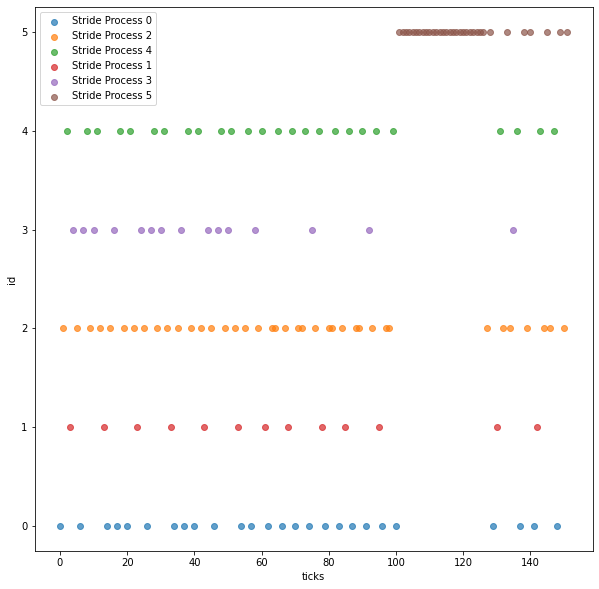 5
4
3
2
1
0
id
Stride Process 0
Stride Process 2
Stride Process 4
Stride Process 1
Stride Process 3
Stride Process 5
0 20 40 60 80 100 120 140
ticks